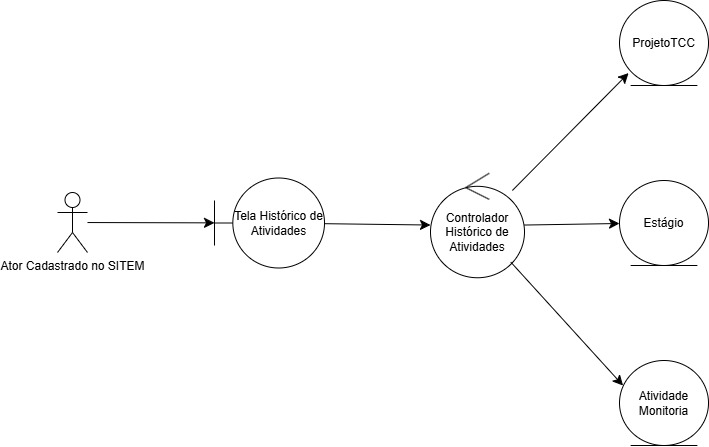 ProjetoTCC
Tela Histórico de
Atividades
Controlador
Histórico de
Atividades
Estágio
Ator Cadastrado no SITEM
Atividade
Monitoria